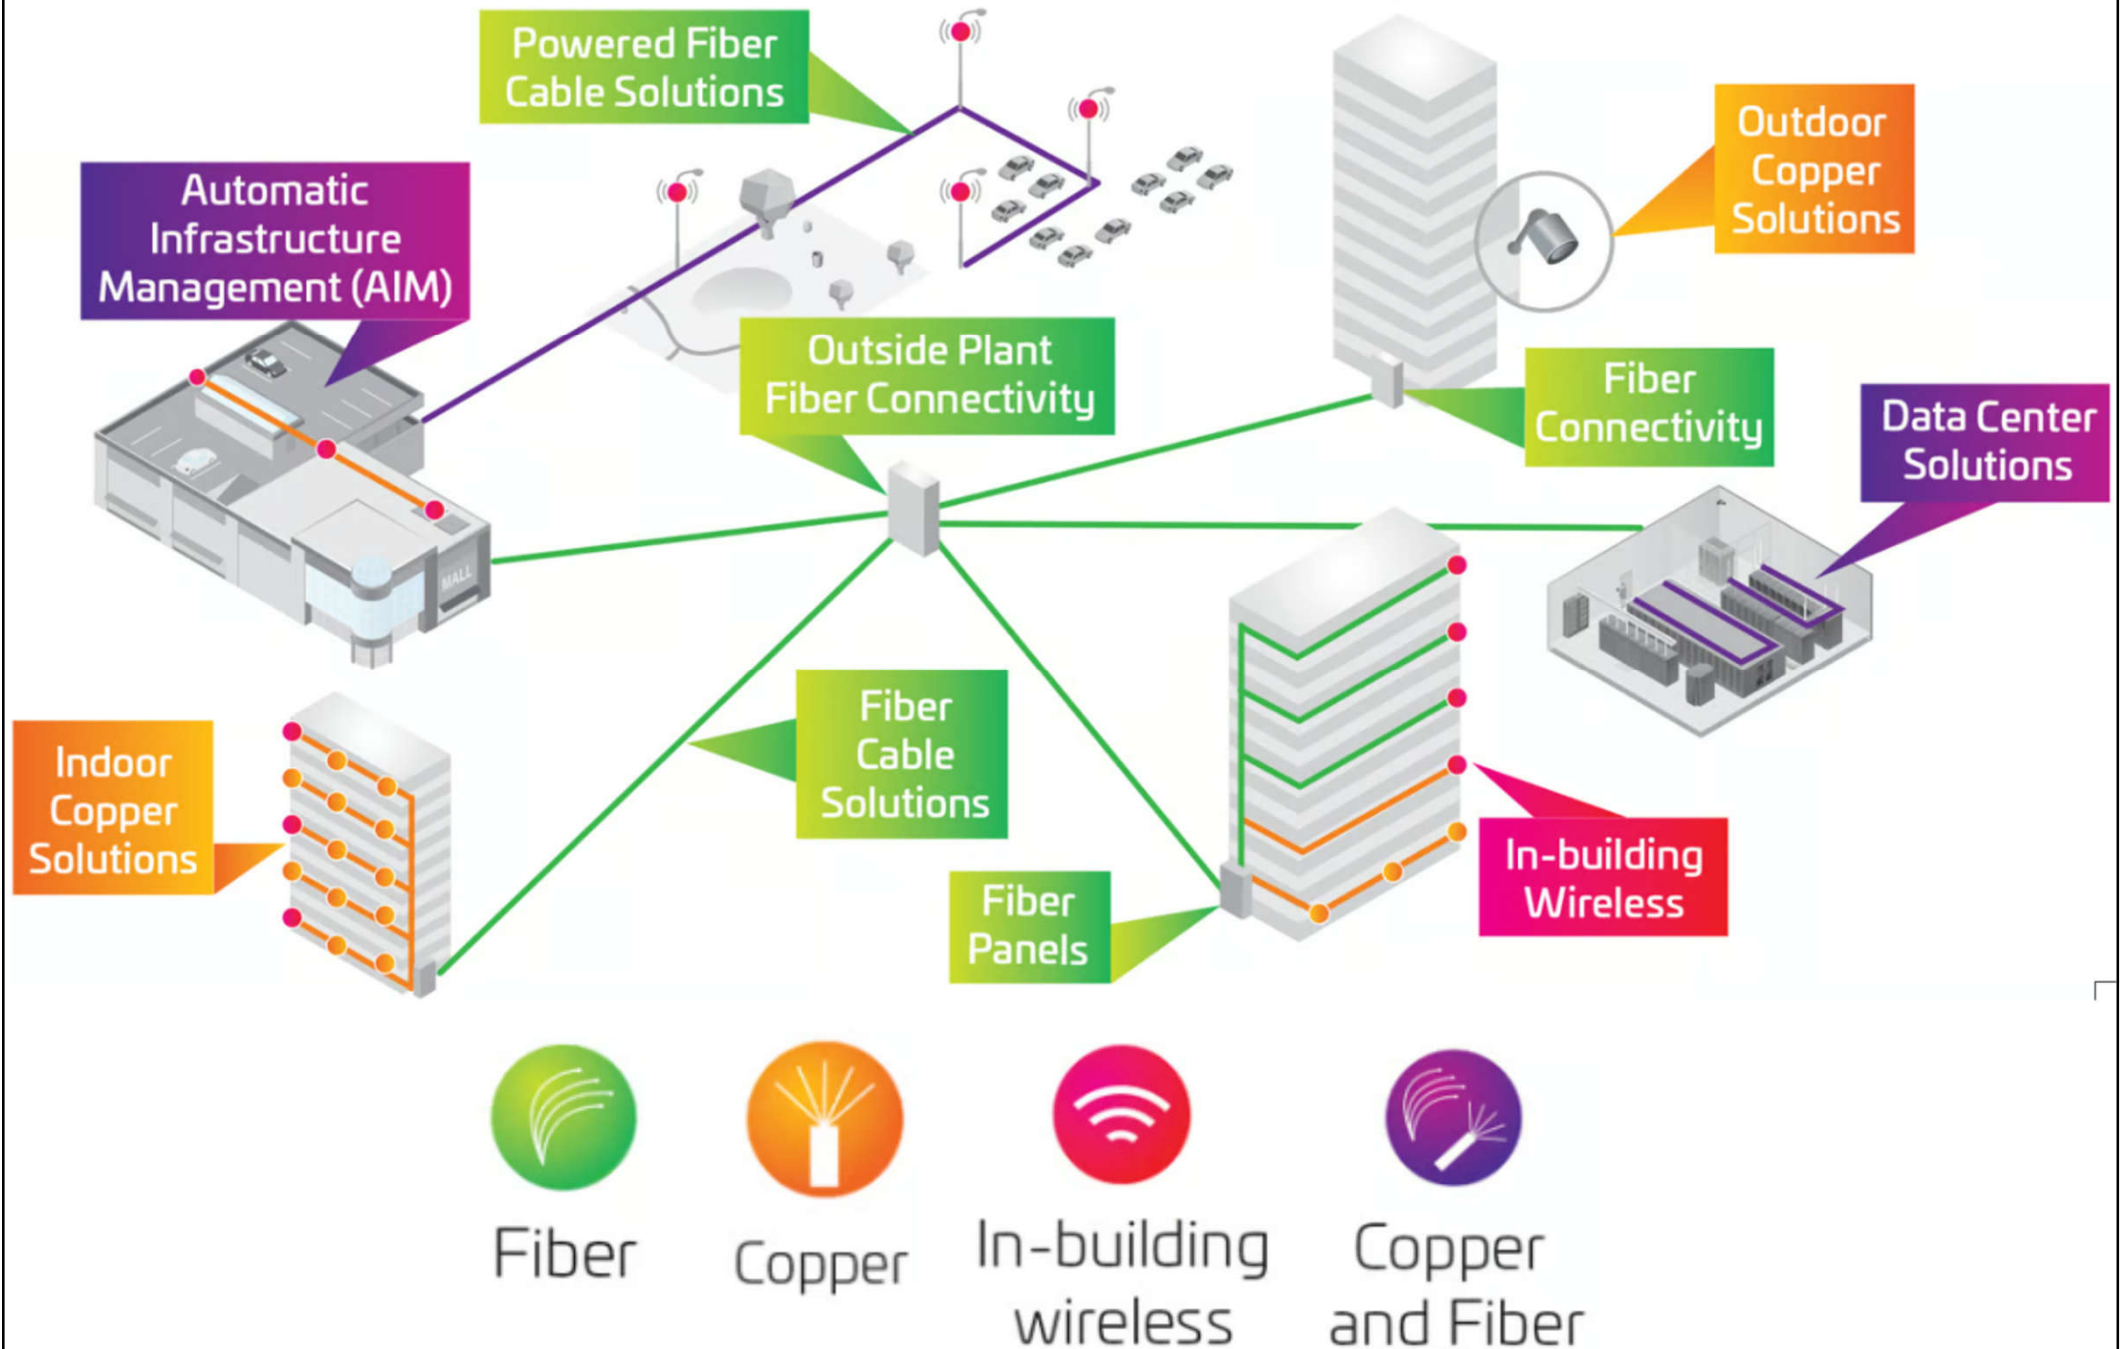 Powered Fiber
Cable Solutions
Outdoor
Copper
Solutions
Automatic
Infrastructure
Management (AIM)
Outside Plant
Fiber Connectivity
Fiber
Connectivity
Data Center
Solutions
MALL
Fiber
Cable
Solutions
Indoor
Copper
Solutions
In-building
Wireless
Fiber
Panels
Fiber
Copper
In-building
wireless
Copper
and Fiber